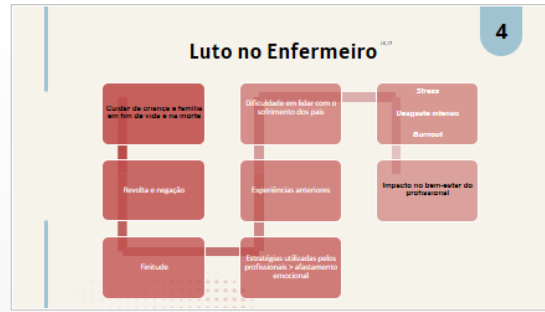 4
Luto no Enfermeiro
Cuidar de criança e família
em fim de vida e na morte
Revolta e negação
Finitude
Estratégias utilizadas pelos
profissionais > afastamento
emocional
Experiências anteriores
Dificuldade em lidar com o
sofrimento dos pais
Stress
Desgaste intenso
Burnout
Impacto no bem-estar do
profissional